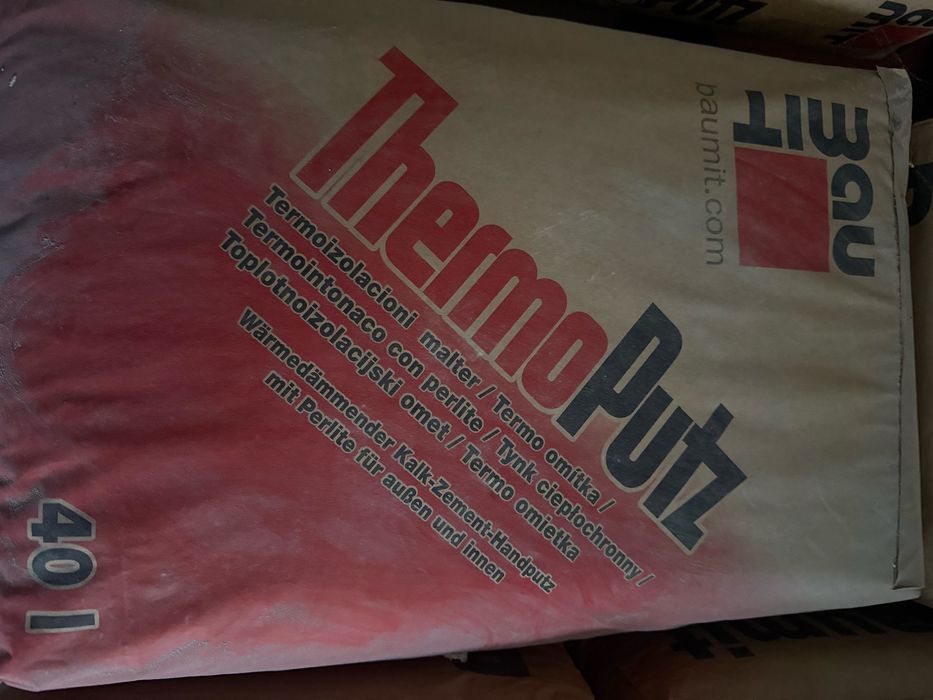 Bau
mit
baumit.com
ThermoPutz
Termoizolacioni malter / Termo omítka /
Termointonaco con perlite / Tynk ciepłochronny /
Toplotnoizolacijski omet / Termo omietka
Wärmedämmender Kalk-Zement-Handputz
mit Perlite für außen und innen
40 l